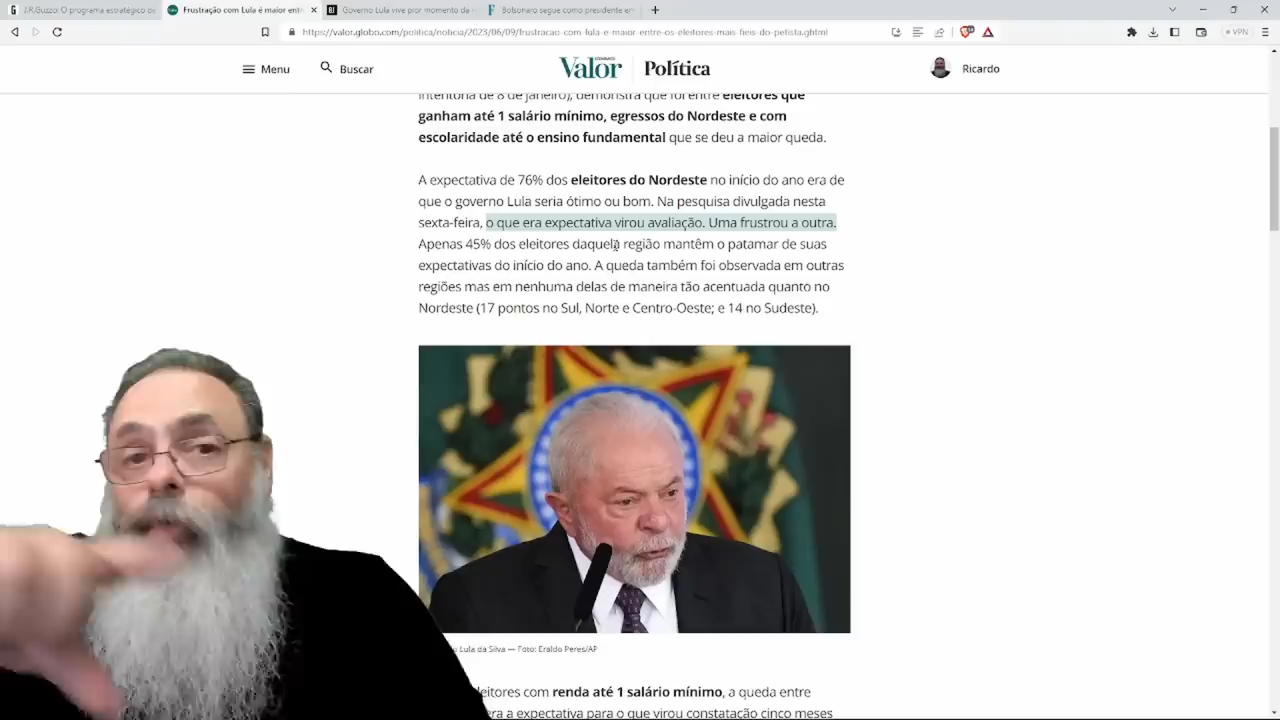 J.R.Guzzo: O programa estratégico de
Frustração com Lula é maior entr
Governo Lula vive pior momento da r
Bolsonaro segue como presidente em
https://valor.globo.com/politica/noticia/2023/06/09/frustracao-com-lula-e-maior-entre-os-eleitores-mais-fieis-do-petista.ghtml
VPN
Menu
Buscar
Valor
ECONÔMICO
Política
Ricardo
intentona de 8 de janeiro), demonstra que foi entre eleitores que
ganham até 1 salário mínimo, egressos do Nordeste e com
escolaridade até o ensino fundamental que se deu a maior queda.
A expectativa de 76% dos eleitores do Nordeste no início do ano era de
que o governo Lula seria ótimo ou bom. Na pesquisa divulgada nesta
sexta-feira, o que era expectativa virou avaliação. Uma frustrou a outra.
Apenas 45% dos eleitores daquela região mantêm o patamar de suas
expectativas do início do ano. A queda também foi observada em outras
regiões mas em nenhuma delas de maneira tão acentuada quanto no
Nordeste (17 pontos no Sul, Norte e Centro-Oeste; e 14 no Sudeste).
Lula da Silva — Foto: Eraldo Peres/AP
eleitores com renda até 1 salário mínimo, a queda entre
era a expectativa para o que virou constatação cinco meses